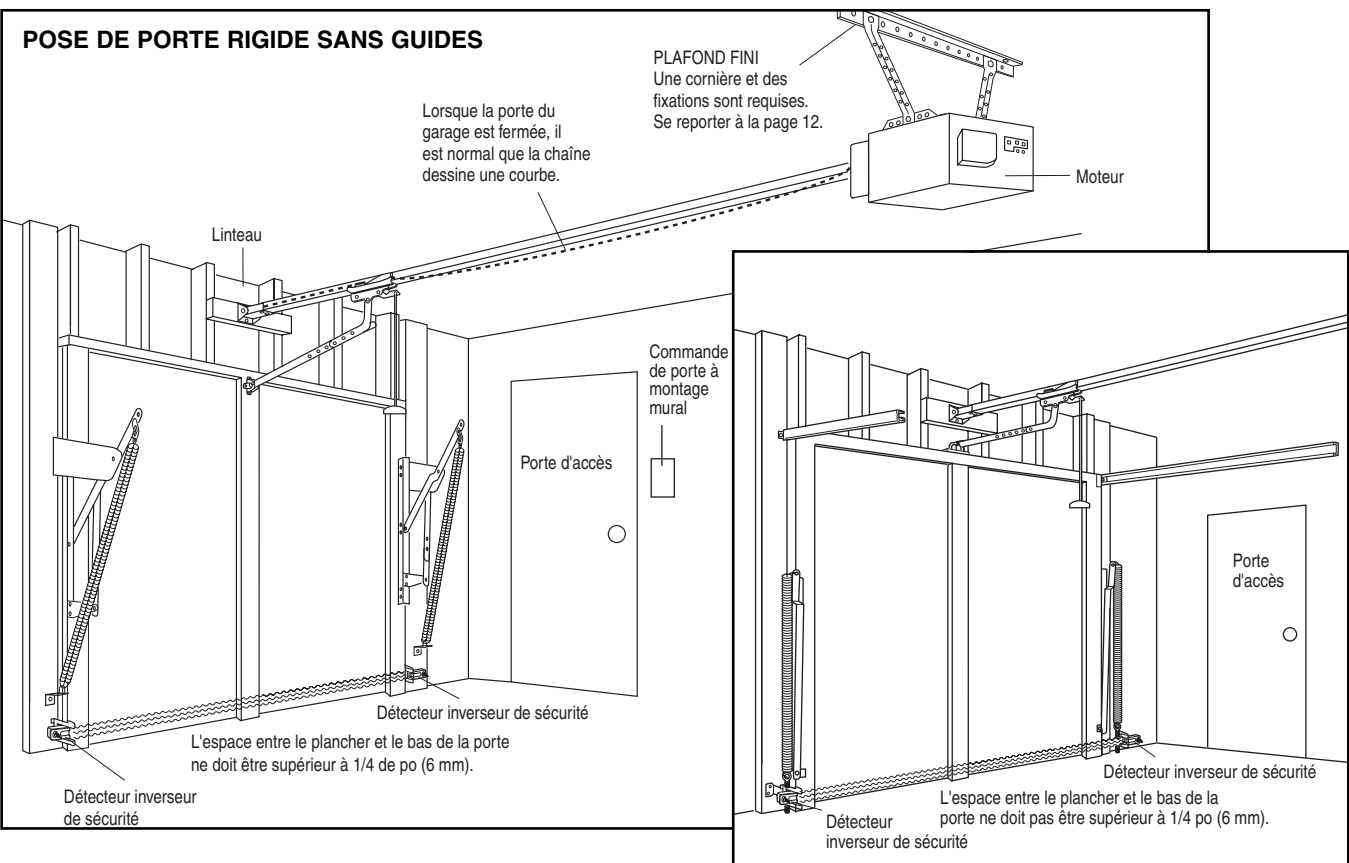 POSE DE PORTE RIGIDE SANS GUIDES
PLAFOND FINI
Une cornière et des
fixations sont requises.
Se reporter à la page 12.
Lorsque la porte du
garage est fermée, il
est normal que la chaîne
dessine une courbe.
Moteur
Linteau
Commande
de porte à
montage
mural
Porte d'accès
Détecteur inverseur de sécurité
L'espace entre le plancher et le bas de la porte
ne doit être supérieur à 1/4 de po (6 mm).
Détecteur inverseur
de sécurité
Porte
d'accès
Détecteur inverseur de sécurité
L'espace entre le plancher et le bas de la
porte ne doit pas être supérieur à 1/4 po (6 mm).
Détecteur
inverseur de sécurité